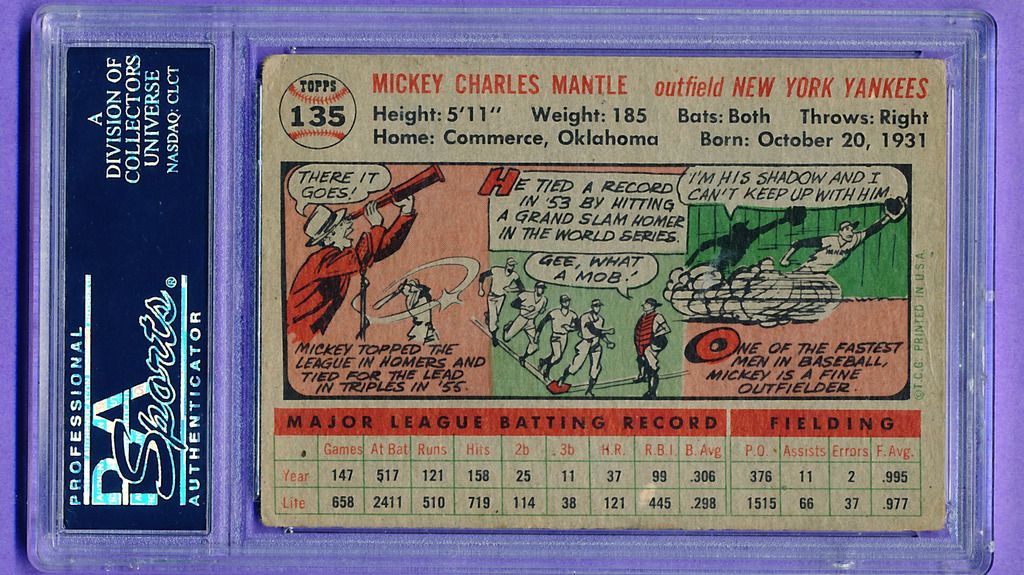 A
DIVISION OF
COLLECTORS
UNIVERSE
NASDAQ: CLCT
PROFESSIONAL
PSA
Sports®
AUTHENTICATOR
TOPPS
135
MICKEY CHARLES MANTLE outfield NEW YORK YANKEES
Height: 5'11" Weight: 185 Bats: Both Throws: Right
Home: Commerce, Oklahoma Born: October 20, 1931
THERE IT
GOES!
MICKEY TOPPED THE
LEAGUE IN HOMERS AND
TIED FOR THE LEAD
IN TRIPLES IN '55.
HE TIED A RECORD
IN '53 BY HITTING
A GRAND SLAM HOMER
IN THE WORLD SERIES.
GEE, WHAT
A MOB!
I'M HIS SHADOW AND I
CAN'T KEEP UP WITH HIM.
ONE OF THE FASTEST
MEN IN BASEBALL,
MICKEY IS A FINE
OUTFIELDER.
©T.C.G. PRINTED IN U.S.A.
MAJOR LEAGUE BATTING RECORD FIELDING
Games At Bat Runs Hits 2b 3b H.R. R.B.I. B. Avg P.O. Assists Errors F. Avg.
Year 147 517 121 158 25 11 37 99 .306 376 11 2 .995
Life 658 2411 510 719 114 38 121 445 .298 1515 66 37 .977